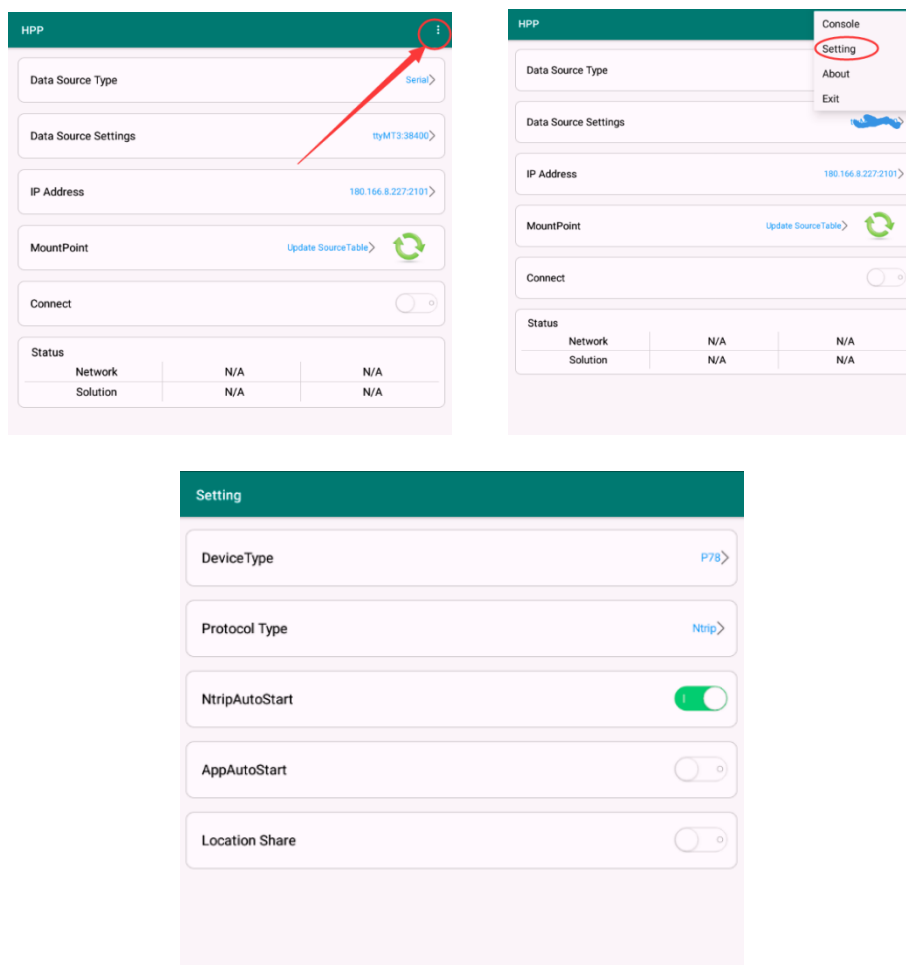 HPP
Data Source Type Serial
Data Source Settings ttyMT3:38400
IP Address 180.166.8.227:2101
MountPoint Update SourceTable
Connect
Status
Network N/A N/A
Solution N/A N/A
HPP
Console
Setting
About
Exit
Data Source Type
Data Source Settings
IP Address 180.166.8.227:2101
MountPoint Update SourceTable
Connect
Status
Network N/A N/A
Solution N/A N/A
Setting
DeviceType P78
Protocol Type Ntrip
NtripAutoStart
AppAutoStart
Location Share